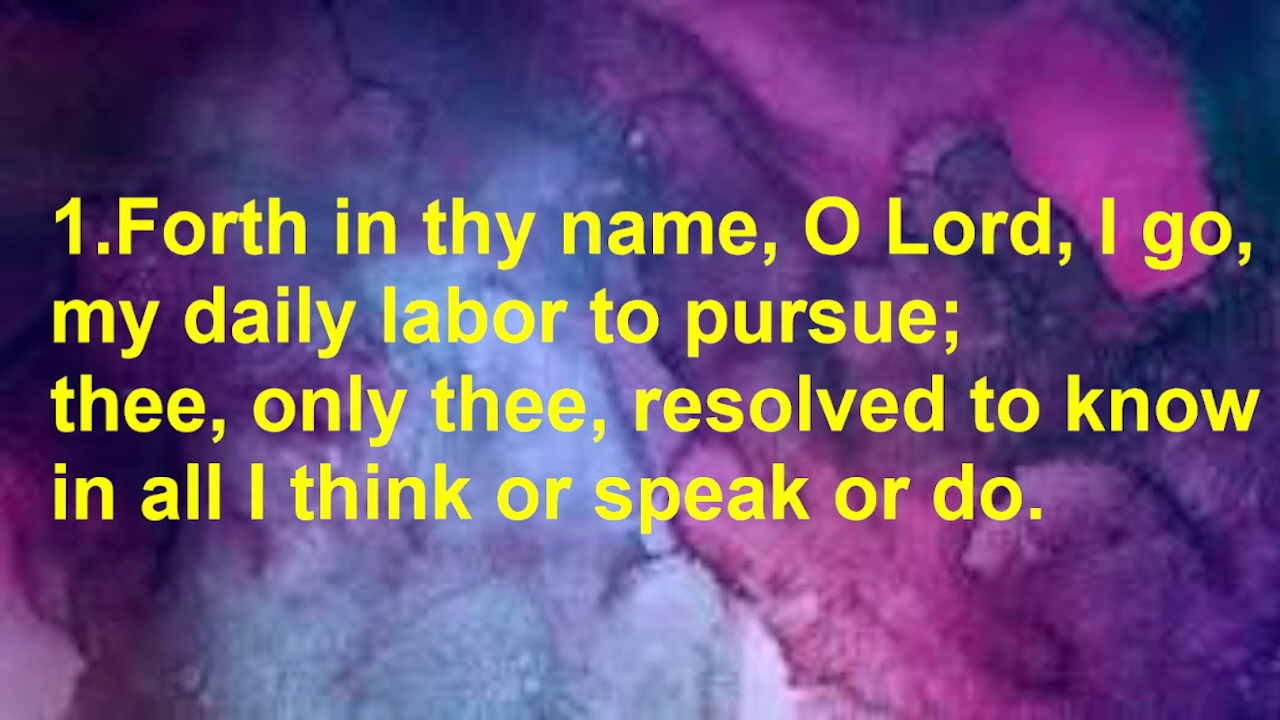 1.Forth in thy name, O Lord, I go,
my daily labor to pursue;
thee, only thee, resolved to know
in all I think or speak or do.